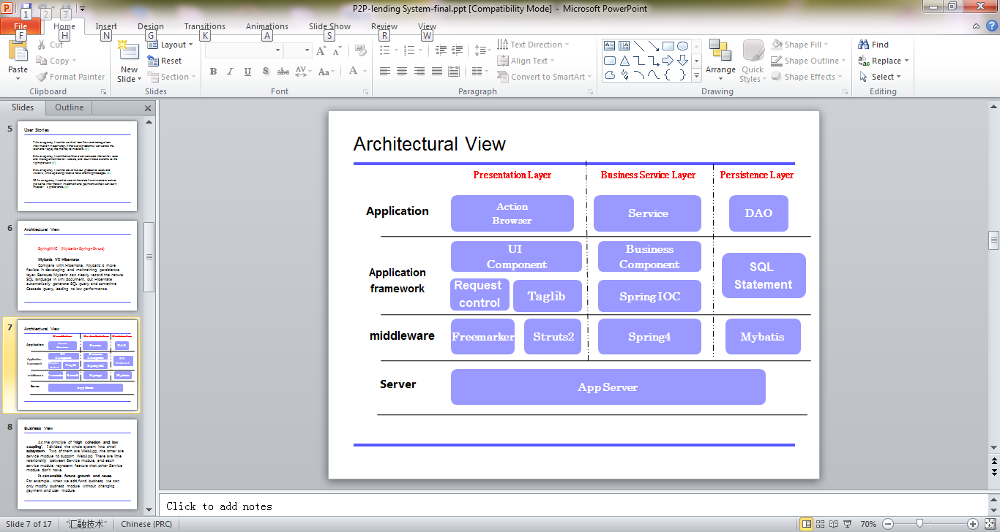 P2P-lending System-final.ppt [Compatibility Mode] - Microsoft PowerPoint
1 2 3
File Home Insert Design Transitions Animations Slide Show Review View
F H N G K A S R W
Paste
Cut
Copy
Format Painter
Clipboard
New
Slide
Layout
Reset
Section
Slides
B I U S abc AV Aa A
Font
Text Direction
Align Text
Convert to SmartArt
Paragraph
Arrange
Quick
Styles
Shape Fill
Shape Outline
Shape Effects
Drawing
Find
Replace
Select
Editing
Slides Outline
5
User Stories
6
Architectural View
SpringMVC (Mybatis+Spring+Struts)
Mybatis VS Hibernate
Compare with Hibernate, Mybatis is more
flexible in developing and maintaining persistence
layer. Because Mybatis can clearly record the nature
SQL language in xml document, but Hibernate
automatically generate SQL query and sometime
Cascade query, leading to low performance.
7
Architectural View
8
Business View
As the principle of "high cohesion and low
coupling", I divided the whole system into small
subsystem. Two of them are WebApp, the other are
service module to support WebApp. There are little
relationship between Service module, and each
service module represent feature that other Service
module don't have.
It can enable future growth and reuse.
For example, when we add fund business, we can
only modify business module without changing
payment and user module.
Architectural View
Presentation Layer Business Service Layer Persistence Layer
Application
Action
Browser
Service
DAO
Application
framework
UI
Component
Business
Component
SQL
Statement
Request
control
Taglib
Spring IOC
middleware
Freemarker
Struts2
Spring4
Mybatis
Server
App Server
Click to add notes
Slide 7 of 17 "汇融技术" Chinese (PRC) 70%